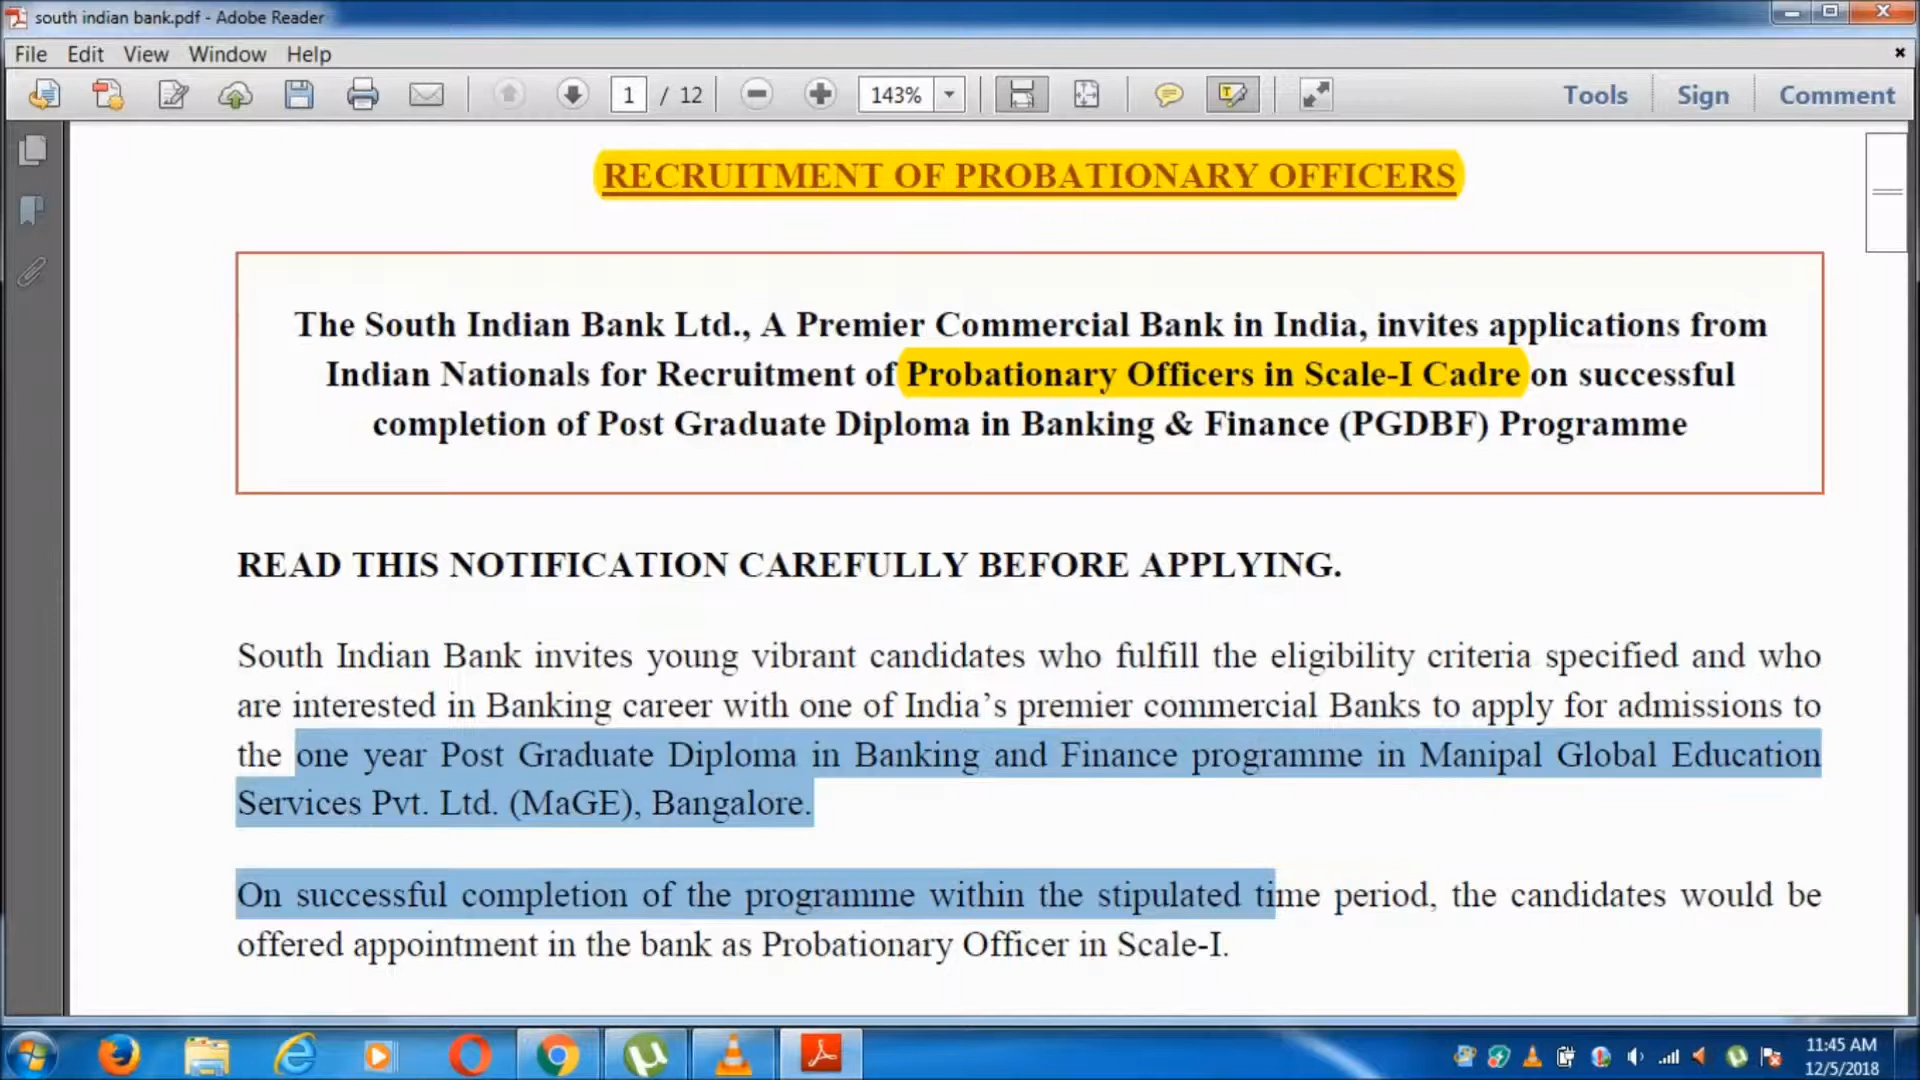 south indian bank.pdf - Adobe Reader
File Edit View Window Help
1 / 12 143% Tools Sign Comment
RECRUITMENT OF PROBATIONARY OFFICERS
The South Indian Bank Ltd., A Premier Commercial Bank in India, invites applications from
Indian Nationals for Recruitment of Probationary Officers in Scale-I Cadre on successful
completion of Post Graduate Diploma in Banking & Finance (PGDBF) Programme
READ THIS NOTIFICATION CAREFULLY BEFORE APPLYING.
South Indian Bank invites young vibrant candidates who fulfill the eligibility criteria specified and who
are interested in Banking career with one of India’s premier commercial Banks to apply for admissions to
the one year Post Graduate Diploma in Banking and Finance programme in Manipal Global Education
Services Pvt. Ltd. (MaGE), Bangalore.
On successful completion of the programme within the stipulated time period, the candidates would be
offered appointment in the bank as Probationary Officer in Scale-I.
11:45 AM
12/5/2018